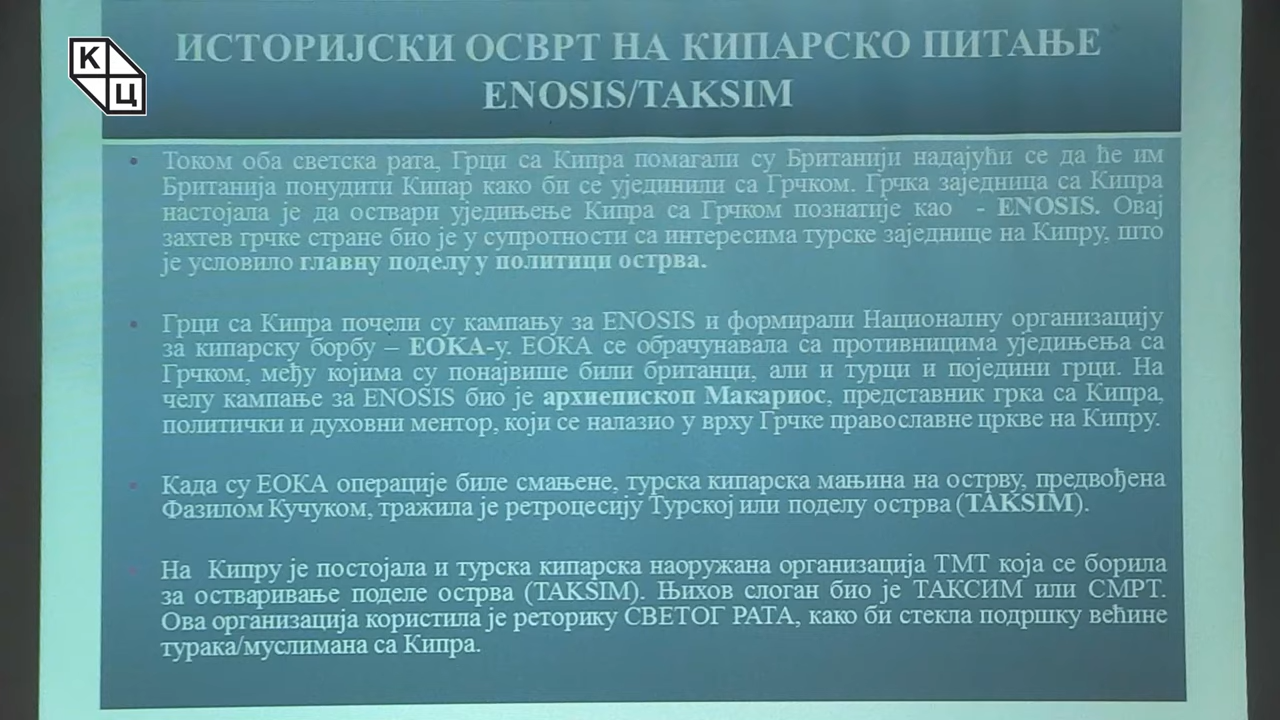 К
Ц
ИСТОРИЈСКИ ОСВРТ НА КИПАРСКО ПИТАЊЕ
ENOSIS/TAKSIM
• Током оба светска рата, Грци са Кипра помагали су Британији надајући се да ће им
Британија понудити Кипар како би се ујединили са Грчком. Грчка заједница са Кипра
настојала је да оствари уједињење Кипра са Грчком познатије као - ENOSIS. Овај
захтев грчке стране био је у супротности са интересима турске заједнице на Кипру, што
је условило главну поделу у политици острва.
• Грци са Кипра почели су кампању за ENOSIS и формирали Националну организацију
за кипарску борбу – EOKA-у. ЕОКА се обрачунавала са противницима уједињења са
Грчком, међу којима су понајвише били британци, али и турци и поједини грци. На
челу кампање за ENOSIS био је архиепископ Макариос, представник грка са Кипра,
политички и духовни ментор, који се налазио у врху Грчке православне цркве на Кипру.
• Када су ЕОКА операције биле смањене, турска кипарска мањина на острву, предвођена
Фазилом Кучуком, тражила је ретроцесију Турској или поделу острва (TAKSIM).
• На Кипру је постојала и турска кипарска наоружана организација ТМТ која се борила
за остваривање поделе острва (TAKSIM). Њихов слоган био је ТАКСИМ или СМРТ.
Ова организација користила је реторику СВЕТОГ РАТА, како би стекла подршку већине
турака/муслимана са Кипра.